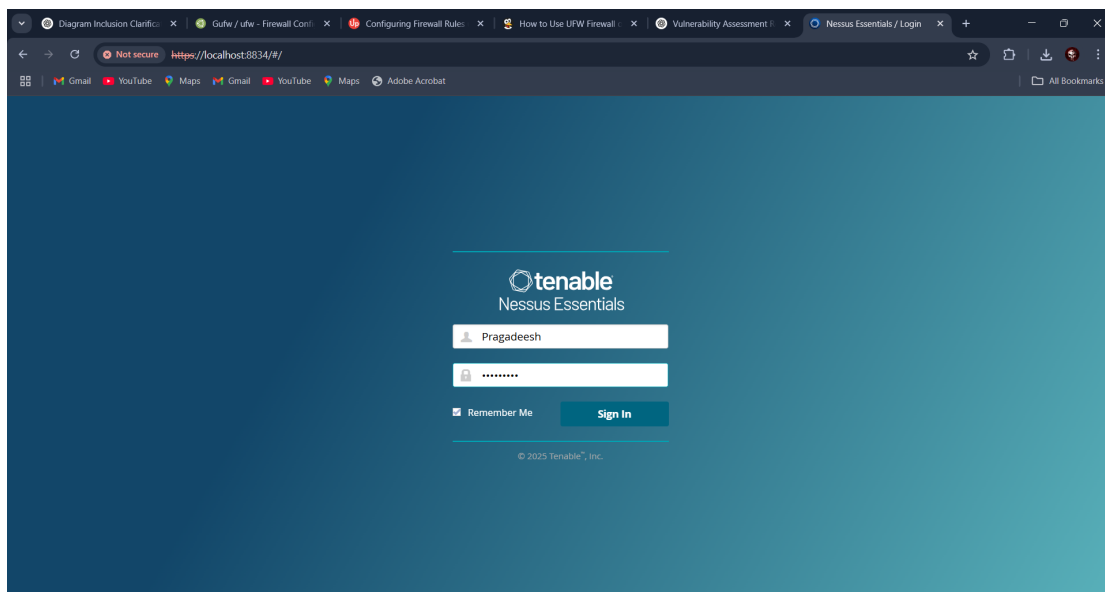 Diagram Inclusion Clarifica
Gufw / ufw - Firewall Confi
Configuring Firewall Rules
How to Use UFW Firewall
Vulnerability Assessment R
Nessus Essentials / Login
Not secure https://localhost:8834/#/
Gmail YouTube Maps Gmail YouTube Maps Adobe Acrobat All Bookmarks
tenable
Nessus Essentials
Pragadeesh
•••••••••
Remember Me Sign In
© 2025 Tenable™, Inc.